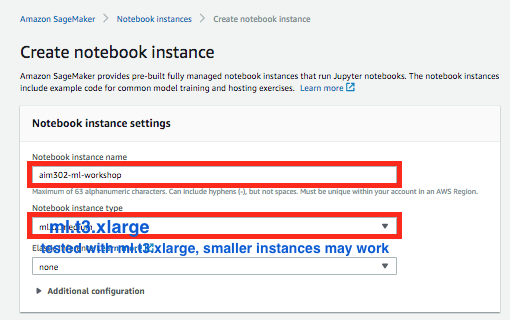 Amazon SageMaker > Notebook instances > Create notebook instance
Create notebook instance
Amazon SageMaker provides pre-built fully managed notebook instances that run Jupyter notebooks. The notebook instances
include example code for common model training and hosting exercises. Learn more
Notebook instance settings
Notebook instance name
aim302-ml-workshop
Maximum of 63 alphanumeric characters. Can include hyphens (-), but not spaces. Must be unique within your account in an AWS Region.
Notebook instance type
ml.t3.xlarge
tested with ml.t3.xlarge, smaller instances may work
none
Additional configuration